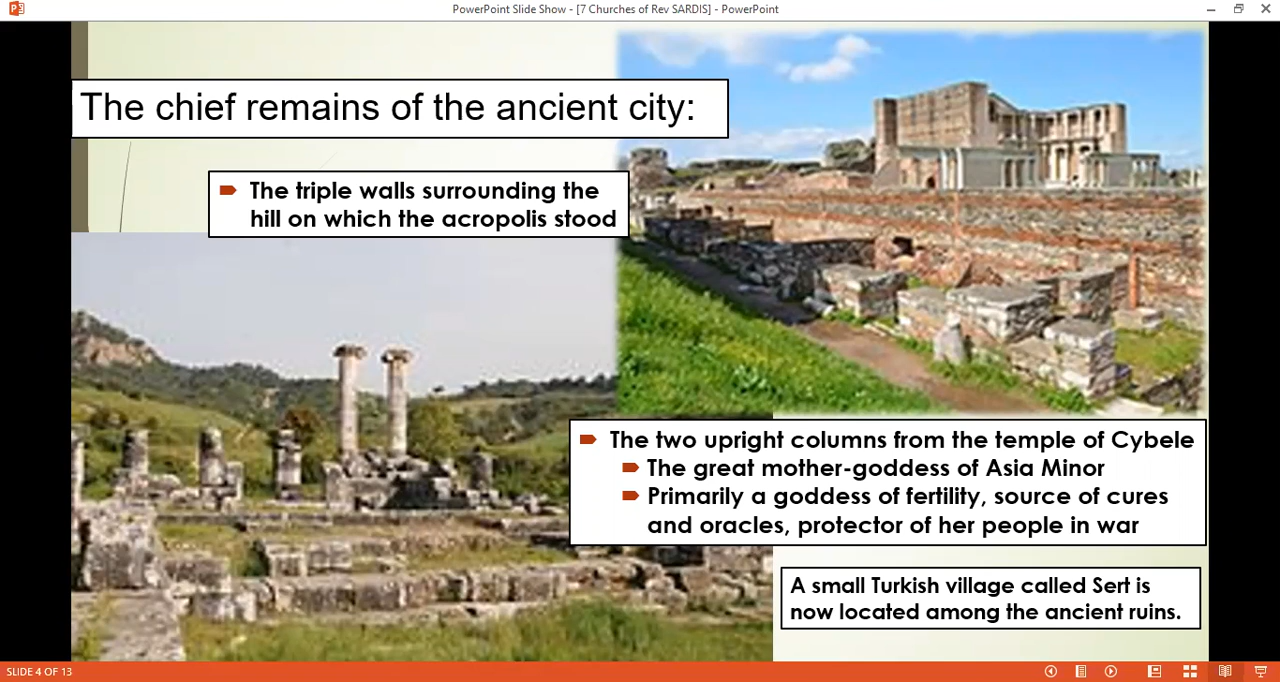 PowerPoint Slide Show - [7 Churches of Rev SARDIS] - PowerPoint
The chief remains of the ancient city:
The triple walls surrounding the
hill on which the acropolis stood
The two upright columns from the temple of Cybele
The great mother-goddess of Asia Minor
Primarily a goddess of fertility, source of cures
and oracles, protector of her people in war
A small Turkish village called Sert is
now located among the ancient ruins.
SLIDE 4 OF 13